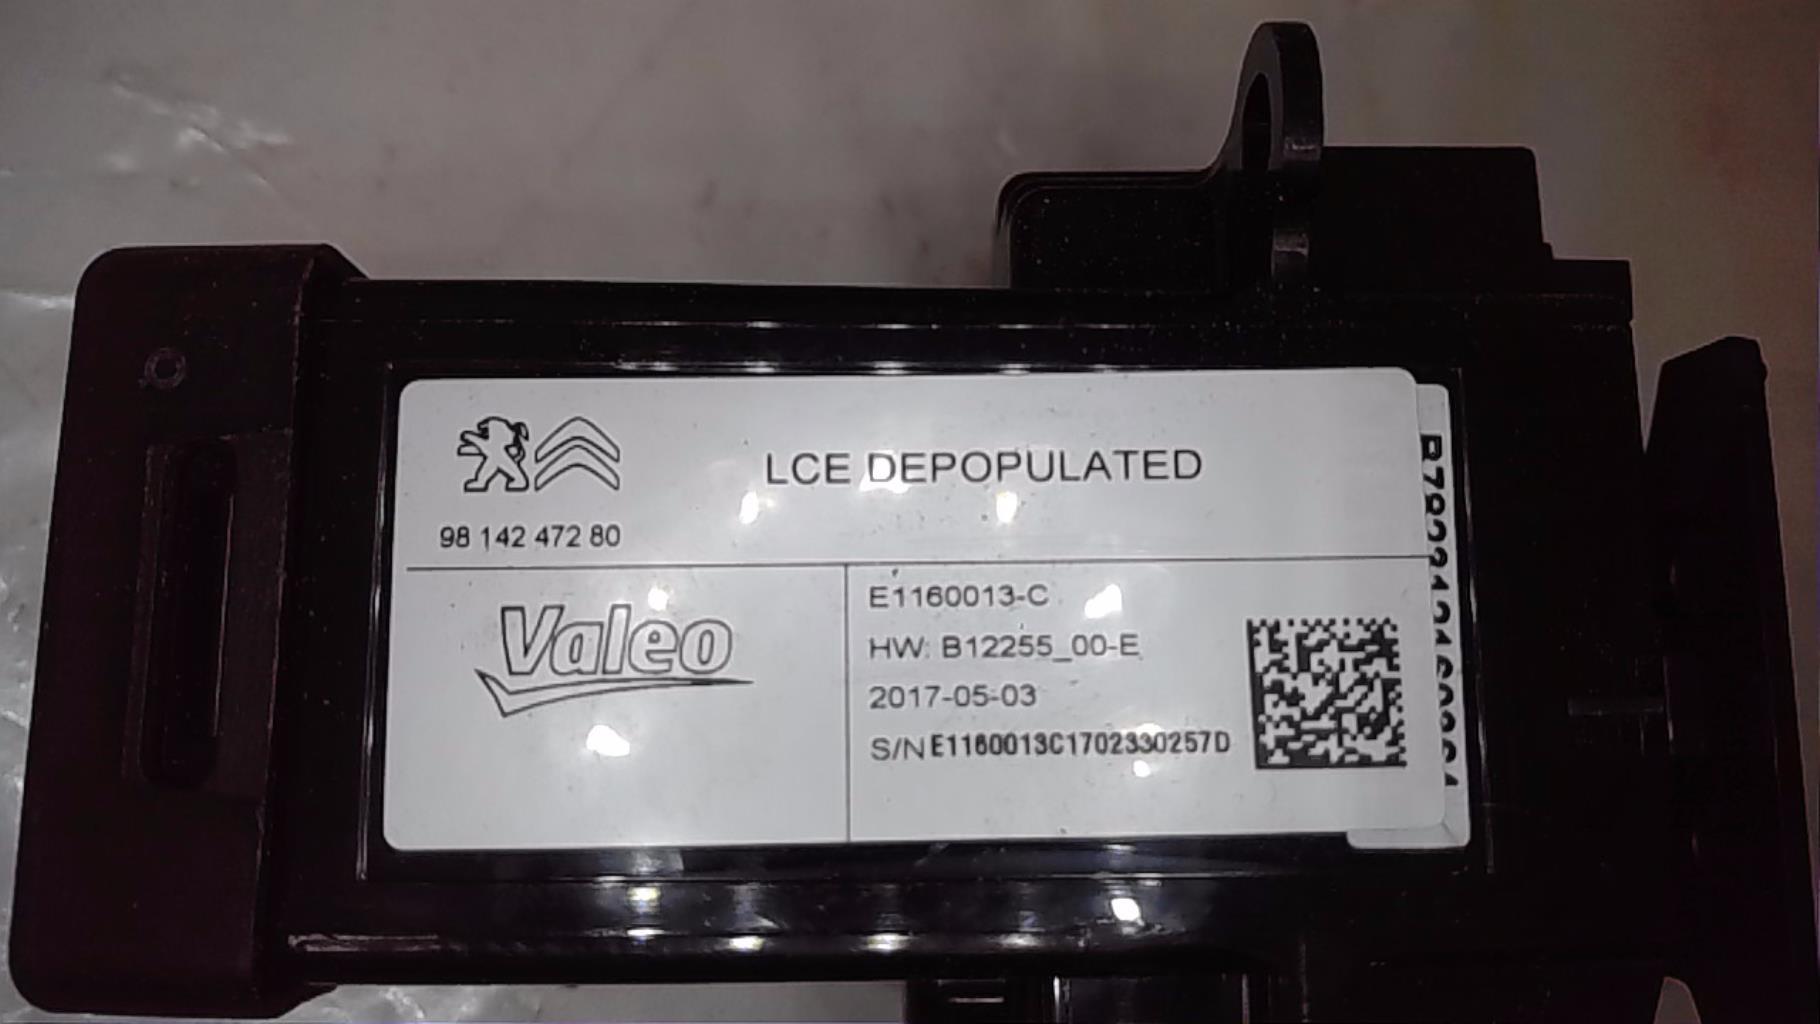 LCE DEPOPULATED
98 142 472 80
Valeo
E1160013-C
HW: B12255_00-E
2017-05-03
S/N E1160013C1702330257D